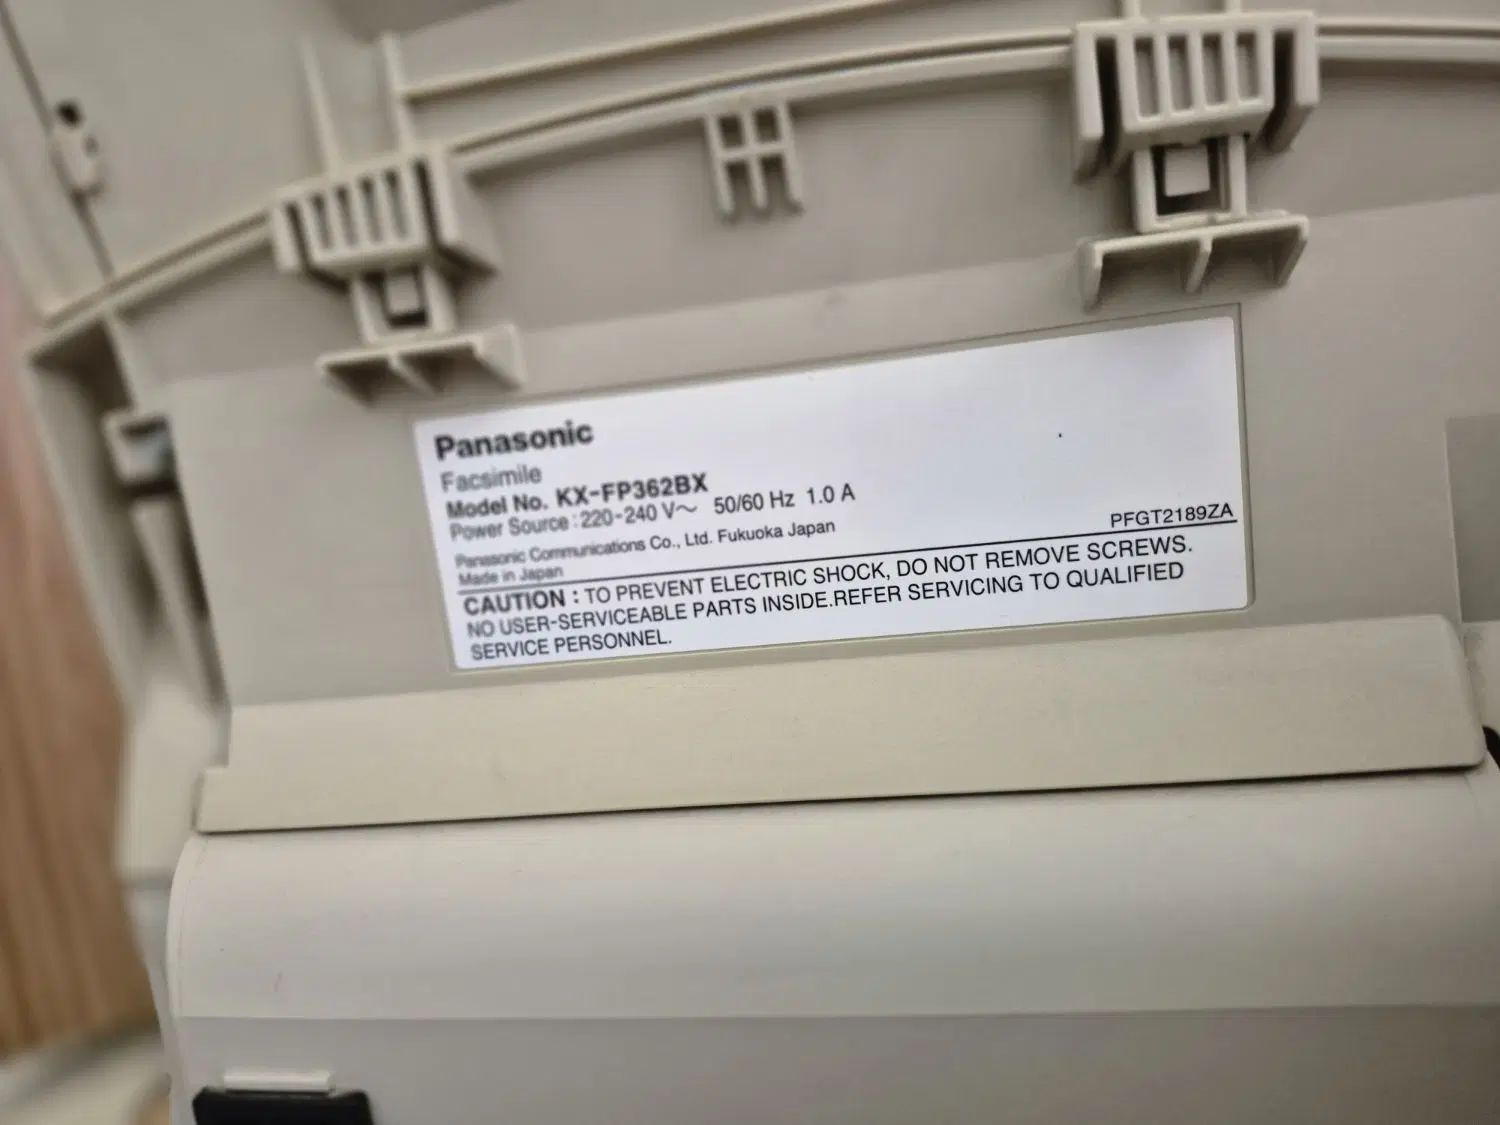 Panasonic
Facsimile
Model No. KX-FP362BX
Power Source : 220-240 V~ 50/60 Hz 1.0 A
Panasonic Communications Co., Ltd. Fukuoka Japan
Made in Japan
PFGT2189ZA
CAUTION : TO PREVENT ELECTRIC SHOCK, DO NOT REMOVE SCREWS.
NO USER-SERVICEABLE PARTS INSIDE.REFER SERVICING TO QUALIFIED
SERVICE PERSONNEL.